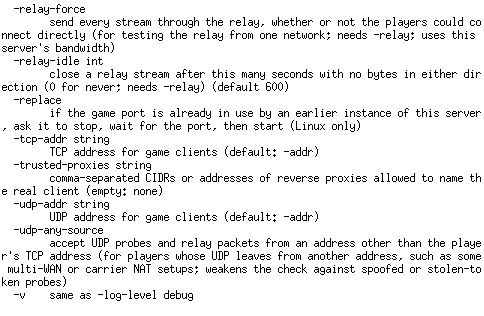 -relay-force
send every stream through the relay, whether or not the players could co
nnect directly (for testing the relay from one network; needs -relay; uses this
server's bandwidth)
-relay-idle int
close a relay stream after this many seconds with no bytes in either dir
ection (0 for never; needs -relay) (default 600)
-replace
if the game port is already in use by an earlier instance of this server
, ask it to stop, wait for the port, then start (Linux only)
-tcp-addr string
TCP address for game clients (default: -addr)
-trusted-proxies string
comma-separated CIDRs or addresses of reverse proxies allowed to name th
e real client (empty: none)
-udp-addr string
UDP address for game clients (default: -addr)
-udp-any-source
accept UDP probes and relay packets from an address other than the playe
r's TCP address (for players whose UDP leaves from another address, such as some
multi-WAN or carrier NAT setups; weakens the check against spoofed or stolen-to
ken probes)
-v    same as -log-level debug